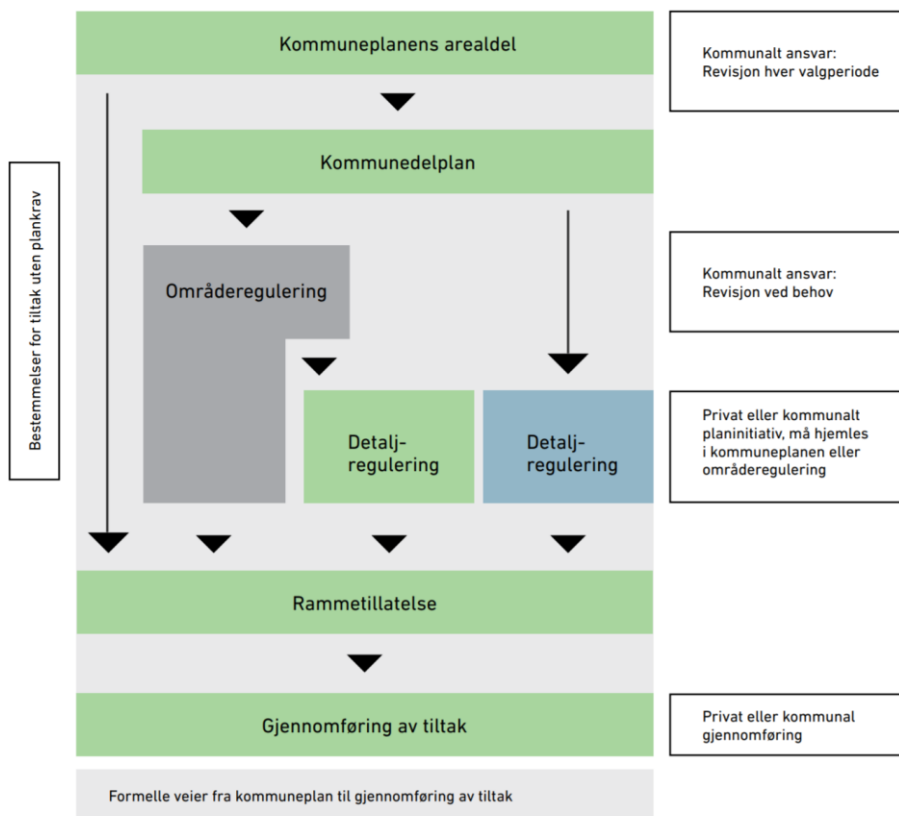 Kommuneplanens arealdel
Kommunalt ansvar:
Revisjon hver valgperiode
Kommunedelplan
Bestemmelser for tiltak uten plankrav
Områderegulering
Kommunalt ansvar:
Revisjon ved behov
Detalj-
regulering
Detalj-
regulering
Privat eller kommunalt
planinitiativ, må hjemles
i kommuneplanen eller
områderegulering
Rammetillatelse
Gjennomføring av tiltak
Privat eller kommunal
gjennomføring
Formelle veier fra kommuneplan til gjennomføring av tiltak